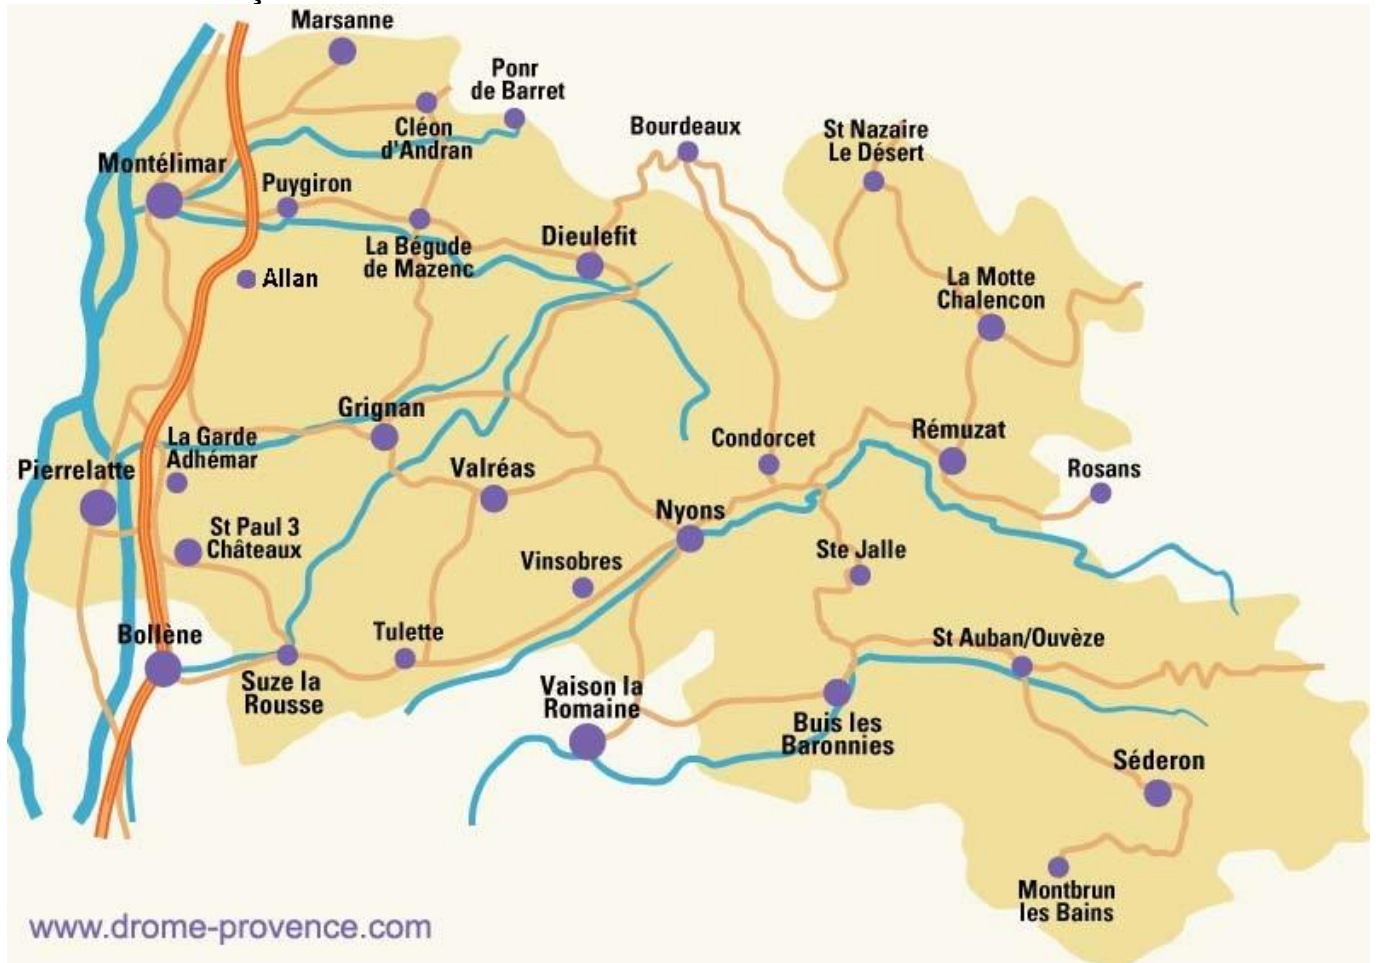 Marsanne
Ponr
de Barret
Cléon
d'Andran
Bourdeaux
St Nazaire
Le Désert
Montélimar
Puygiron
La Bégude
de Mazenc
Dieulefit
Allan
La Motte
Chalencon
Grignan
La Garde
Adhémar
Pierrelatte
Valréas
Condorcet
Rémuzat
Rosans
St Paul 3
Châteaux
Nyons
Vinsobres
Ste Jalle
Bollène
Tulette
St Auban/Ouvèze
Suze la
Rousse
Vaison la
Romaine
Buis les
Baronnies
Séderon
Montbrun
les Bains
www.drome-provence.com